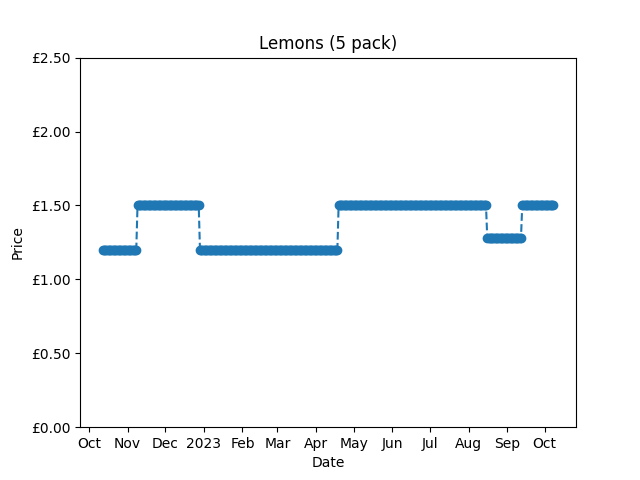 Lemons (5 pack)
£2.50
£2.00
£1.50
£1.00
£0.50
£0.00
Price
Oct Nov Dec 2023 Feb Mar Apr May Jun Jul Aug Sep Oct
Date